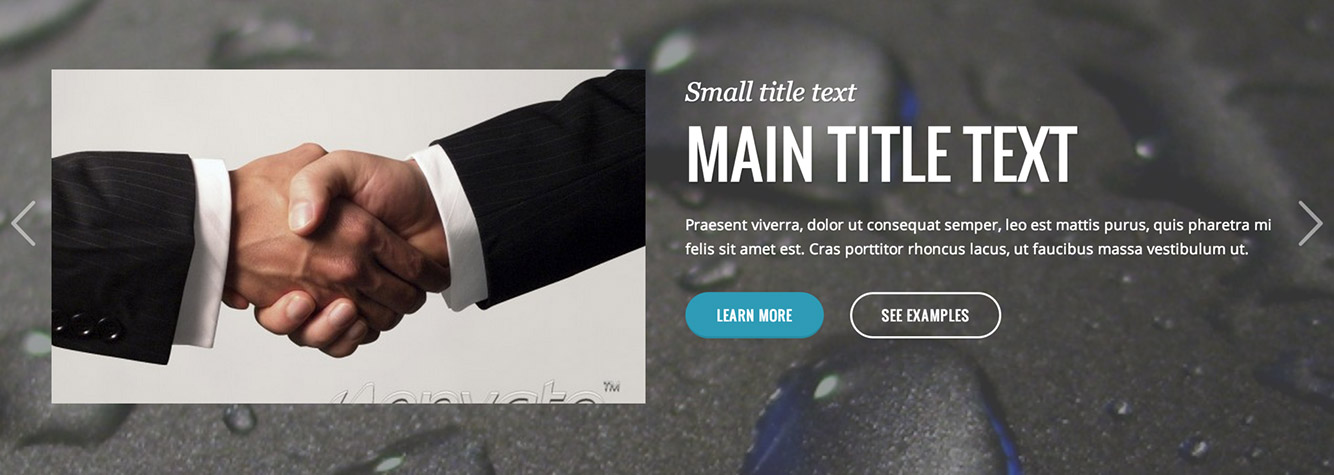 Small title text
MAIN TITLE TEXT
Praesent viverra, dolor ut consequat semper, leo est mattis purus, quis pharetra mi
felis sit amet est. Cras porttitor rhoncus lacus, ut faucibus massa vestibulum ut.
LEARN MORE SEE EXAMPLES
envato™